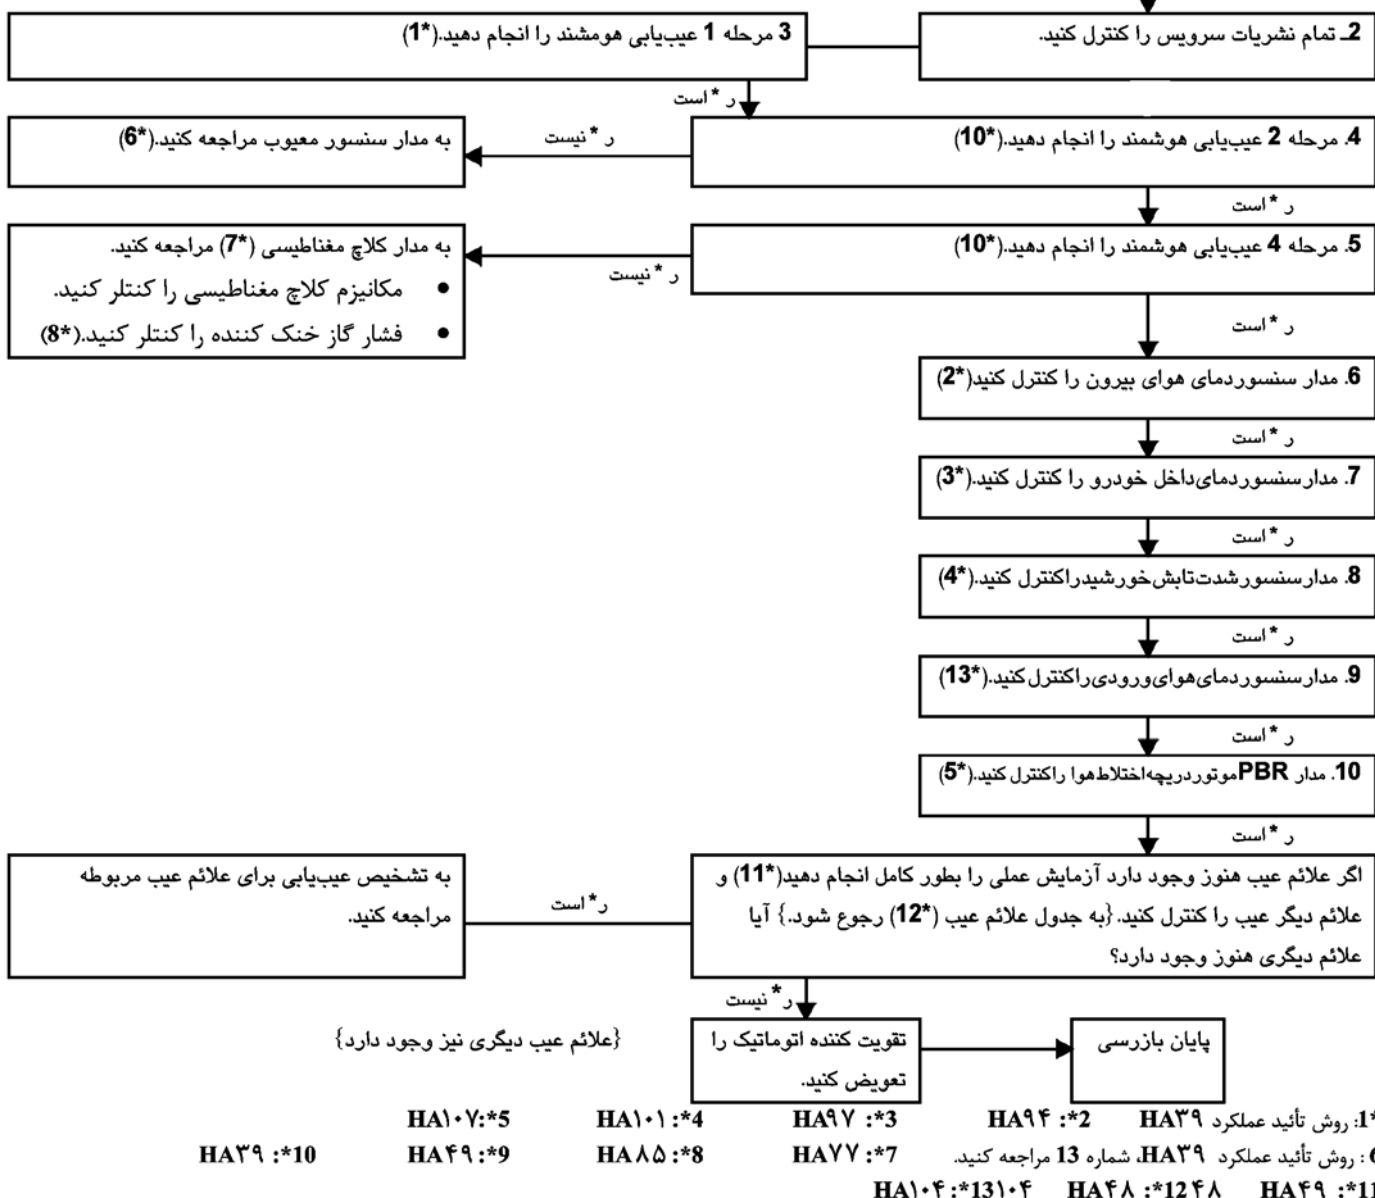 2ـ تمام نشریات سرویس را کنترل کنید.
3 مرحله 1 عیب‌یابی هومشند را انجام دهید.(*1)
ر * است
4. مرحله 2 عیب‌یابی هوشمند را انجام دهید.(*10)
ر * نیست
به مدار سنسور معیوب مراجعه کنید.(*6)
ر * است
5. مرحله 4 عیب‌یابی هوشمند را انجام دهید.(*10)
ر * نیست
به مدار کلاچ مغناطیسی (*7) مراجعه کنید.
• مکانیزم کلاچ مغناطیسی را کنتلر کنید.
• فشار گاز خنک کننده را کنتلر کنید.(*8)
ر * است
6. مدار سنسوردمای هوای بیرون را کنترل کنید(*2)
ر * است
7. مدارسنسوردمای‌داخل خودرو را کنترل کنید.(*3)
ر * است
8. مدارسنسورشدت‌تابش‌خورشیدراکنترل کنید.(*4)
ر * است
9. مدارسنسوردمای‌هوای‌ورودی‌راکنترل‌کنید.(*13)
ر * است
10. مدار PBRموتوردریچه‌اختلاط‌هوا راکنترل کنید.(*5)
ر * است
اگر علائم عیب هنوز وجود دارد آزمایش عملی را بطور کامل انجام دهید(*11) و
علائم دیگر عیب را کنترل کنید.{به جدول علائم عیب (*12) رجوع شود.} آیا
علائم دیگری هنوز وجود دارد؟
ر* است
به تشخیص عیب‌یابی برای علائم عیب مربوطه
مراجعه کنید.
ر* نیست
تقویت کننده اتوماتیک را
تعویض کنید.
پایان بازرسی
{علائم عیب دیگری نیز وجود دارد}
*1: روش تأئید عملکرد HA۳۹ *2: HA۹۴ *3: HA۹۷ *4: HA۱۰۱ *5:HA۱۰۷
6: روش تأئید عملکرد HA۳۹، شماره 13 مراجعه کنید. *7: HA۷۷ *8: HA۸۵ *9: HA۴۹ *10: HA۳۹
*11: HA۴۹ HA۴۸ :*12۴۸ HA۱۰۴:*13۱۰۴